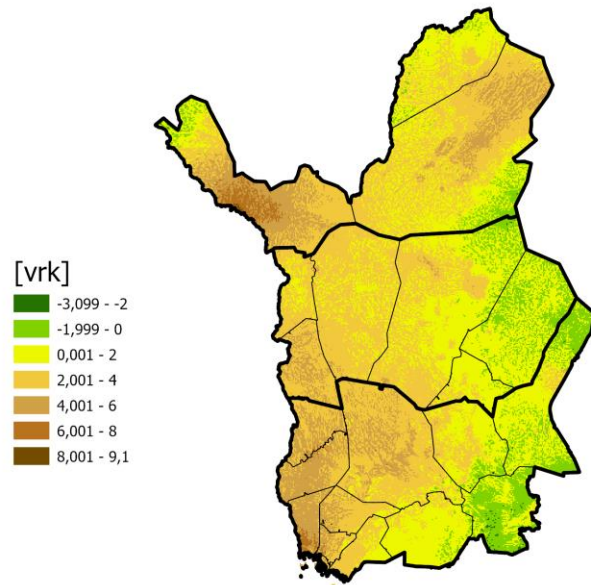 [vrk]
-3,099 - -2
-1,999 - 0
0,001 - 2
2,001 - 4
4,001 - 6
6,001 - 8
8,001 - 9,1